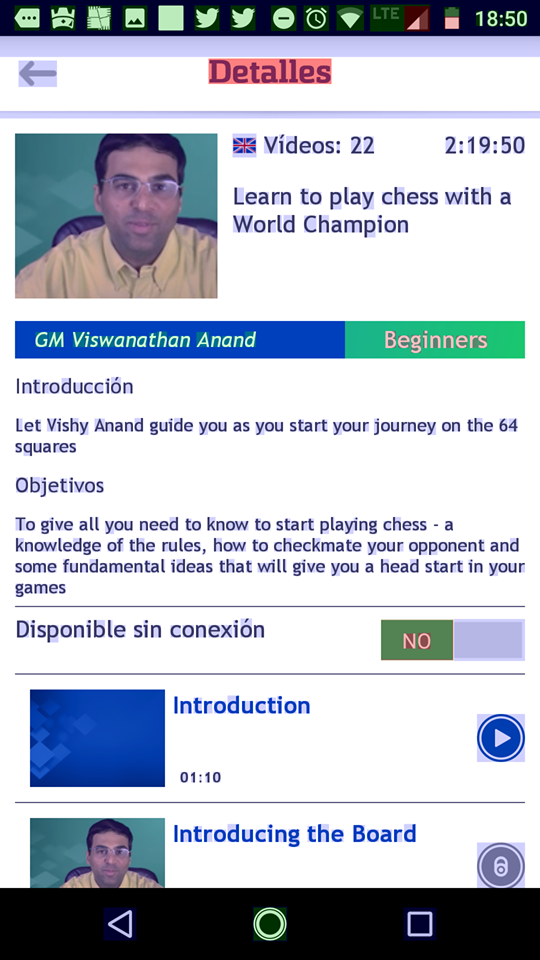 LTE 18:50
Detalles
Vídeos: 22 2:19:50
Learn to play chess with a
World Champion
GM Viswanathan Anand Beginners
Introducción
Let Vishy Anand guide you as you start your journey on the 64
squares
Objetivos
To give all you need to know to start playing chess - a
knowledge of the rules, how to checkmate your opponent and
some fundamental ideas that will give you a head start in your
games
Disponible sin conexión NO
Introduction
01:10
Introducing the Board